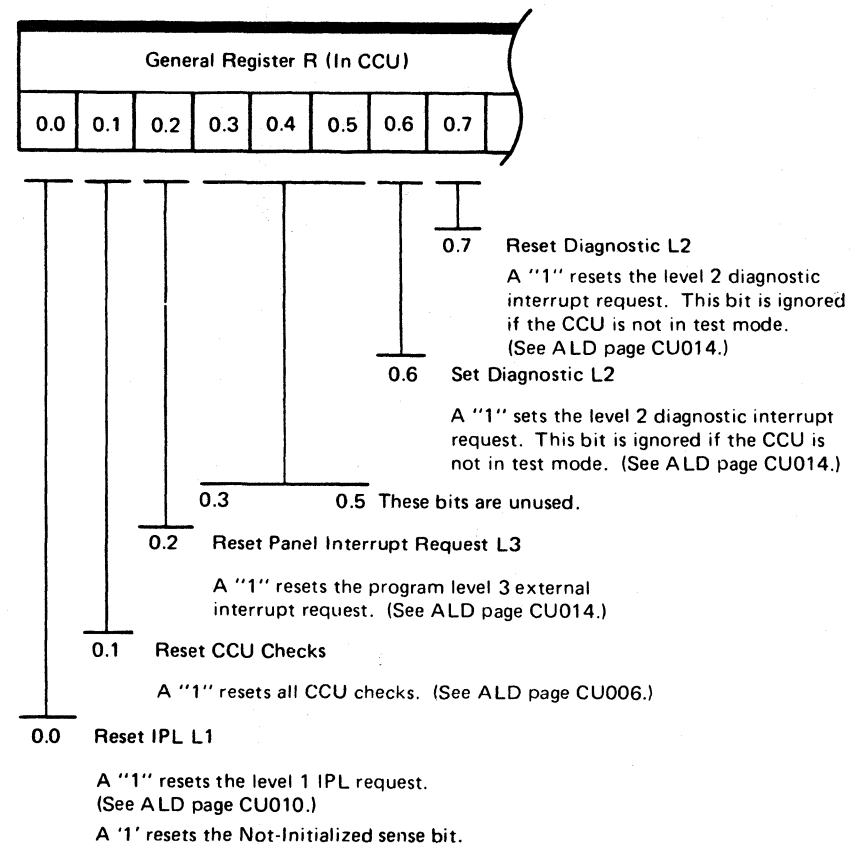 General Register R (In CCU)
0.0 0.1 0.2 0.3 0.4 0.5 0.6 0.7
0.7 Reset Diagnostic L2
A "1" resets the level 2 diagnostic
interrupt request. This bit is ignored
if the CCU is not in test mode.
(See ALD page CU014.)
0.6 Set Diagnostic L2
A "1" sets the level 2 diagnostic interrupt
request. This bit is ignored if the CCU is
not in test mode. (See ALD page CU014.)
0.3 0.5 These bits are unused.
0.2 Reset Panel Interrupt Request L3
A "1" resets the program level 3 external
interrupt request. (See ALD page CU014.)
0.1 Reset CCU Checks
A "1" resets all CCU checks. (See ALD page CU006.)
0.0 Reset IPL L1
A "1" resets the level 1 IPL request.
(See ALD page CU010.)
A '1' resets the Not-Initialized sense bit.